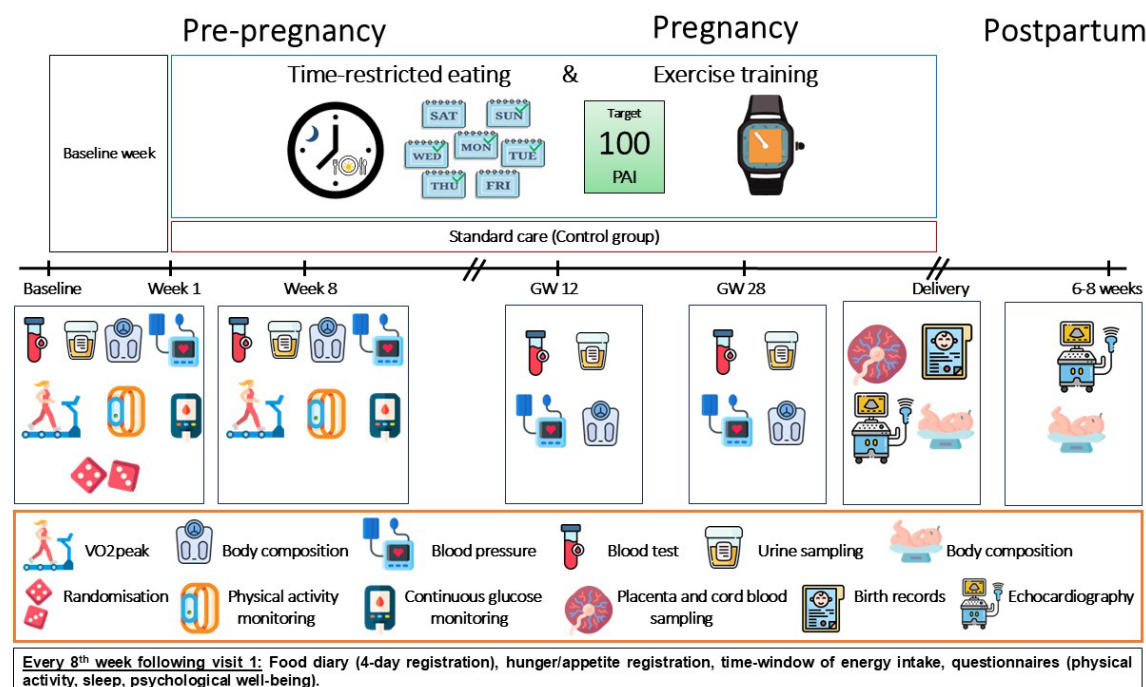 Pre-pregnancy
Pregnancy
Postpartum
Time-restricted eating & Exercise training
Baseline week
SAT
SUN
WED
MON
TUE
THU
FRI
Target
100
PAI
Standard care (Control group)
Baseline
Week 1
Week 8
GW 12
GW 28
Delivery
6-8 weeks
VO2peak
Body composition
Blood pressure
Blood test
Urine sampling
Body composition
Randomisation
Physical activity
monitoring
Continuous glucose
monitoring
Placenta and cord blood
sampling
Birth records
Echocardiography
Every 8th week following visit 1: Food diary (4-day registration), hunger/appetite registration, time-window of energy intake, questionnaires (physical
activity, sleep, psychological well-being).